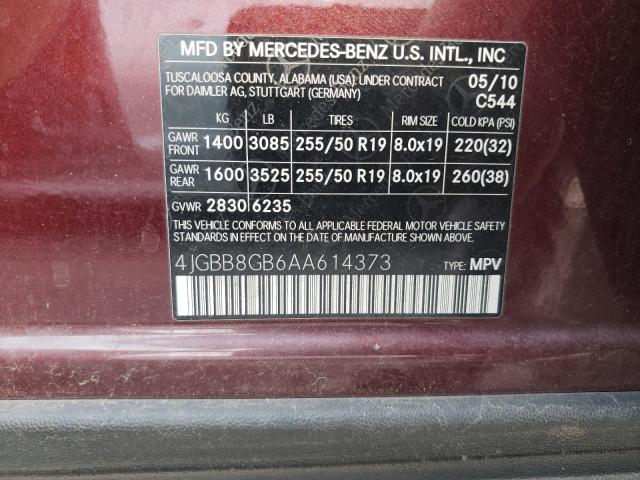 MFD BY MERCEDES-BENZ U.S. INTL., INC
TUSCALOOSA COUNTY, ALABAMA (USA); UNDER CONTRACT 05/10
FOR DAIMLER AG, STUTTGART (GERMANY) C544
KG LB TIRES RIM SIZE COLD KPA (PSI)
GAWR FRONT 1400 3085 255/50 R19 8.0x19 220(32)
GAWR REAR 1600 3525 255/50 R19 8.0x19 260(38)
GVWR 2830 6235
THIS VEHICLE CONFORMS TO ALL APPLICABLE FEDERAL MOTOR VEHICLE SAFETY
STANDARDS IN EFFECT ON THE DATE OF MANUFACTURE SHOWN ABOVE.
4JGBB8GB6AA614373 TYPE: MPV